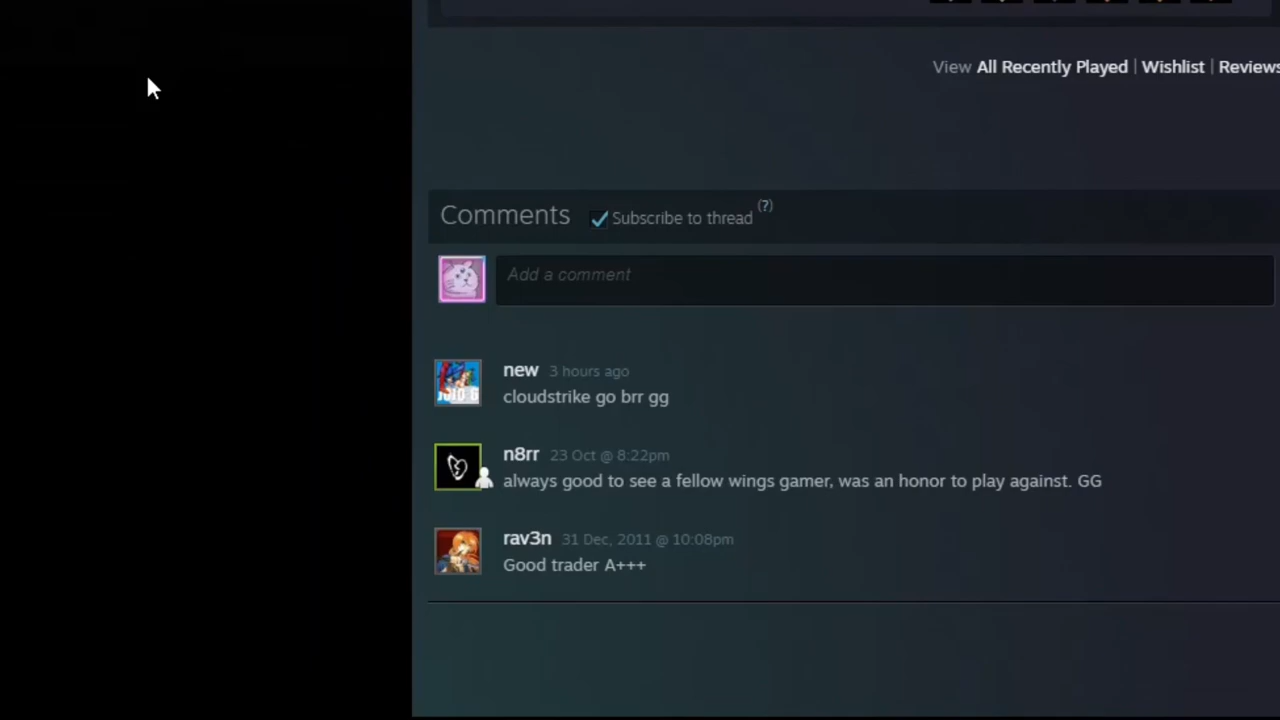 View All Recently Played | Wishlist | Reviews
Comments Subscribe to thread (?)
Add a comment
new 3 hours ago
cloudstrike go brr gg
n8rr 23 Oct @ 8:22pm
always good to see a fellow wings gamer, was an honor to play against. GG
rav3n 31 Dec, 2011 @ 10:08pm
Good trader A+++